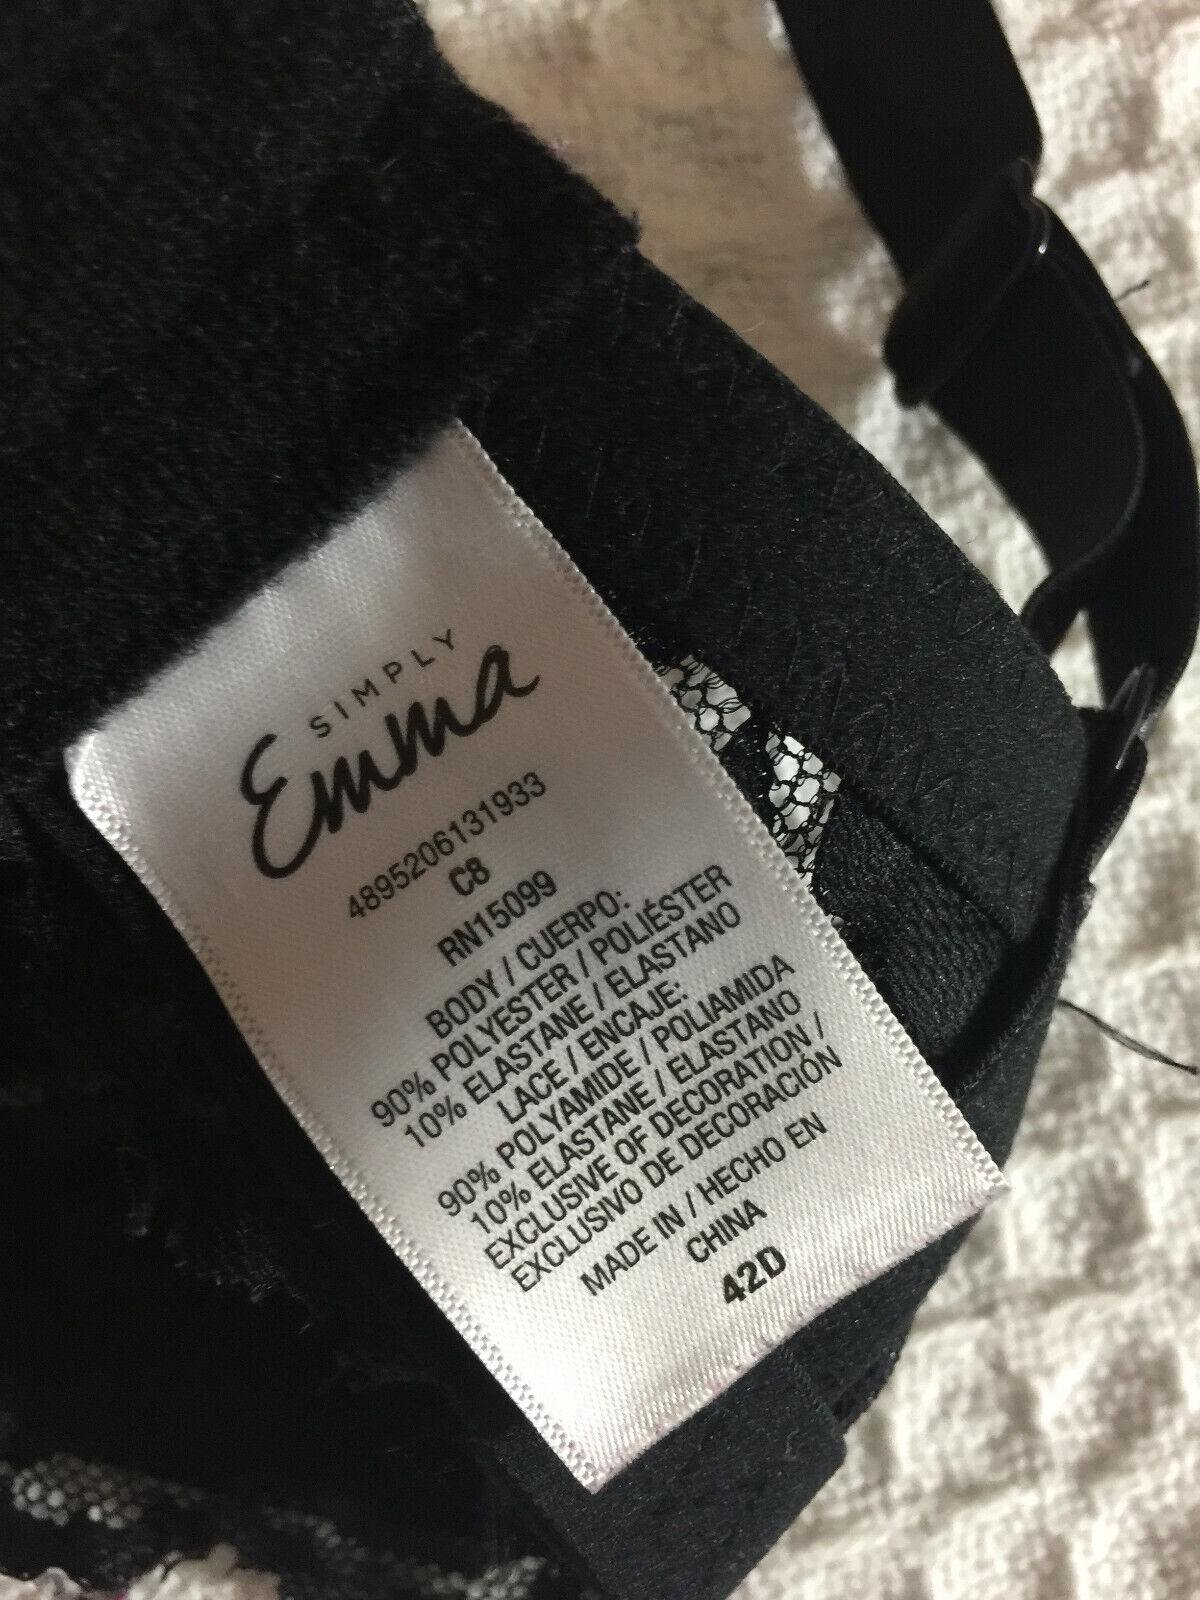 SIMPLY
Emma
4895206131933
C8
RN15099
BODY / CUERPO:
90% POLYESTER / POLIÉSTER
10% ELASTANE / ELASTANO
LACE / ENCAJE:
90% POLYAMIDE / POLIAMIDA
10% ELASTANE / ELASTANO
EXCLUSIVE OF DECORATION /
EXCLUSIVO DE DECORACIÓN
MADE IN / HECHO EN
CHINA
42D